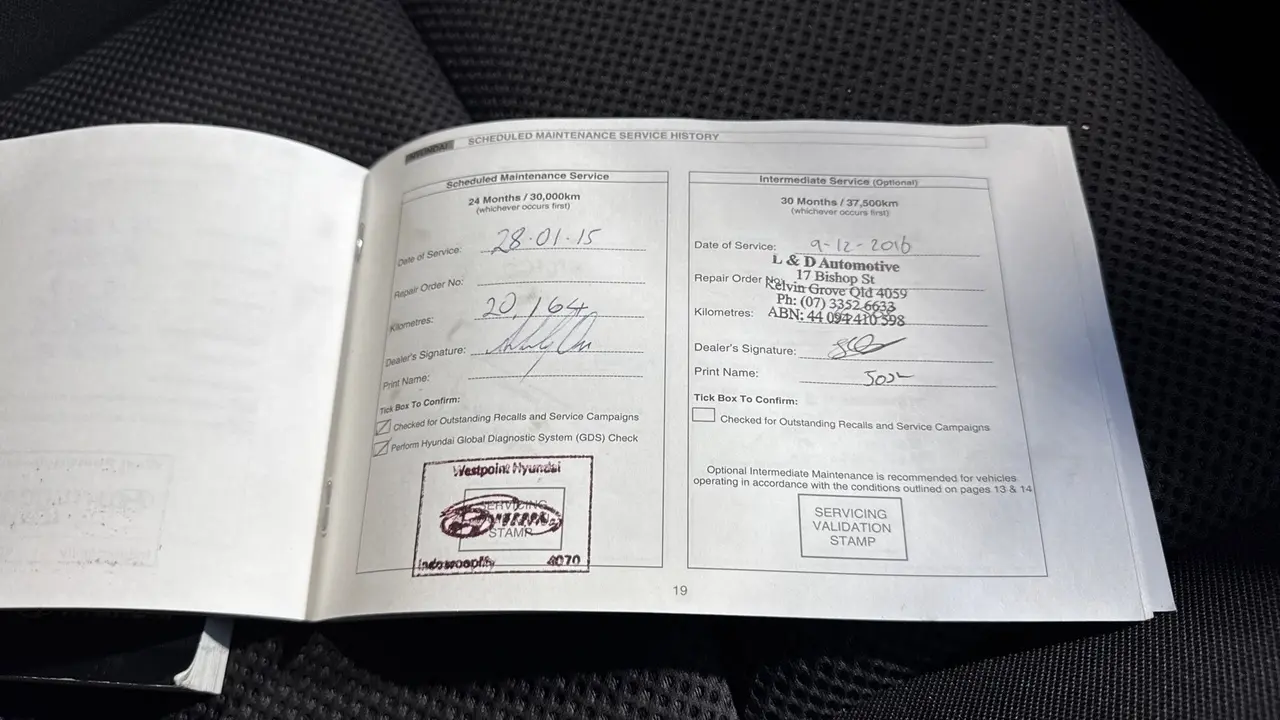 HYUNDAI
SCHEDULED MAINTENANCE SERVICE HISTORY
Scheduled Maintenance Service
24 Months / 30,000km
(whichever occurs first)
Date of Service: 28.01.15
Repair Order No:
Kilometres: 20,164
Dealer's Signature:
Print Name:
Tick Box To Confirm:
Checked for Outstanding Recalls and Service Campaigns
Perform Hyundai Global Diagnostic System (GDS) Check
Westpoint Hyundai
SERVICING
STAMP
Indooroopilly 4070
Intermediate Service (Optional)
30 Months / 37,500km
(whichever occurs first)
Date of Service: 9-12-2016
L & D Automotive
17 Bishop St
Repair Order No:
Kelvin Grove Qld 4059
Ph: (07) 3352 6633
Kilometres:
ABN: 44 094 410 598
Dealer's Signature:
Print Name:
Tick Box To Confirm:
Checked for Outstanding Recalls and Service Campaigns
Optional Intermediate Maintenance is recommended for vehicles
operating in accordance with the conditions outlined on pages 13 & 14
SERVICING
VALIDATION
STAMP
19